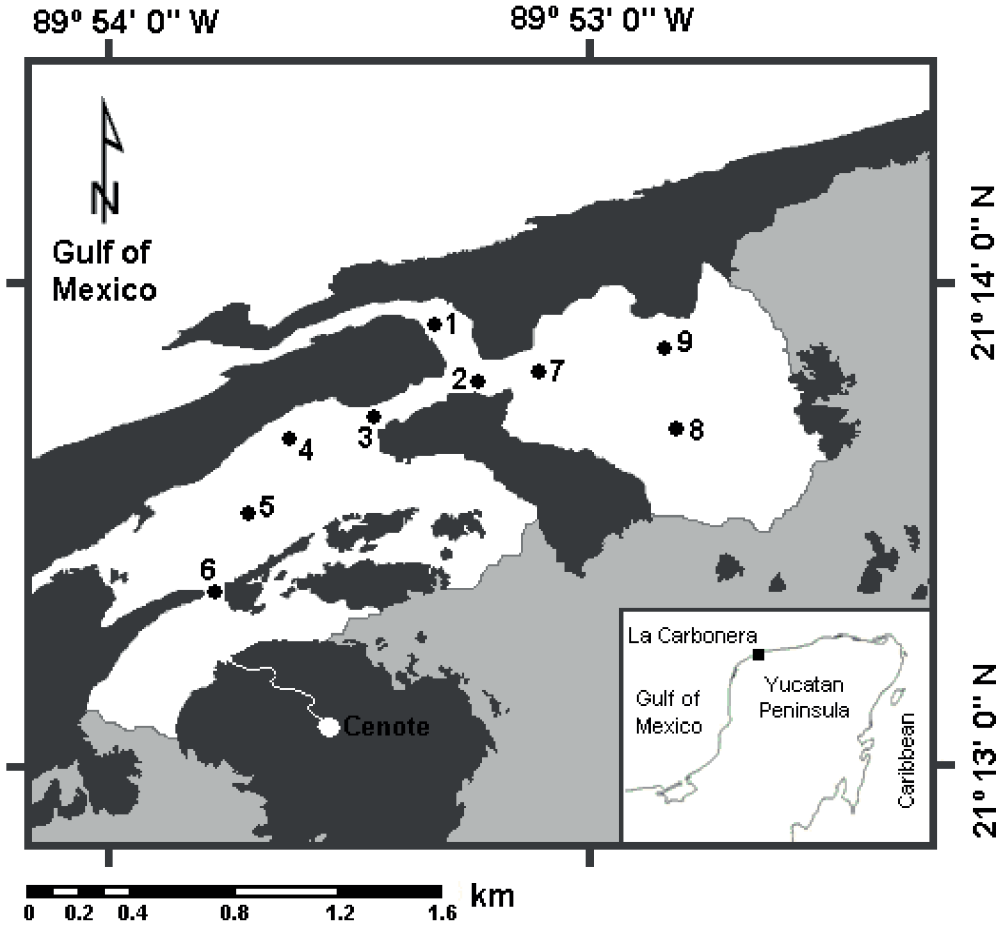 89º 54' 0" W
89º 53' 0" W
N
Gulf of
Mexico
21º 14' 0" N
1
2
7
9
3
4
8
5
6
Cenote
La Carbonera
Gulf of
Mexico
Yucatan
Peninsula
Caribbean
21º 13' 0" N
0 0.2 0.4 0.8 1.2 1.6 km